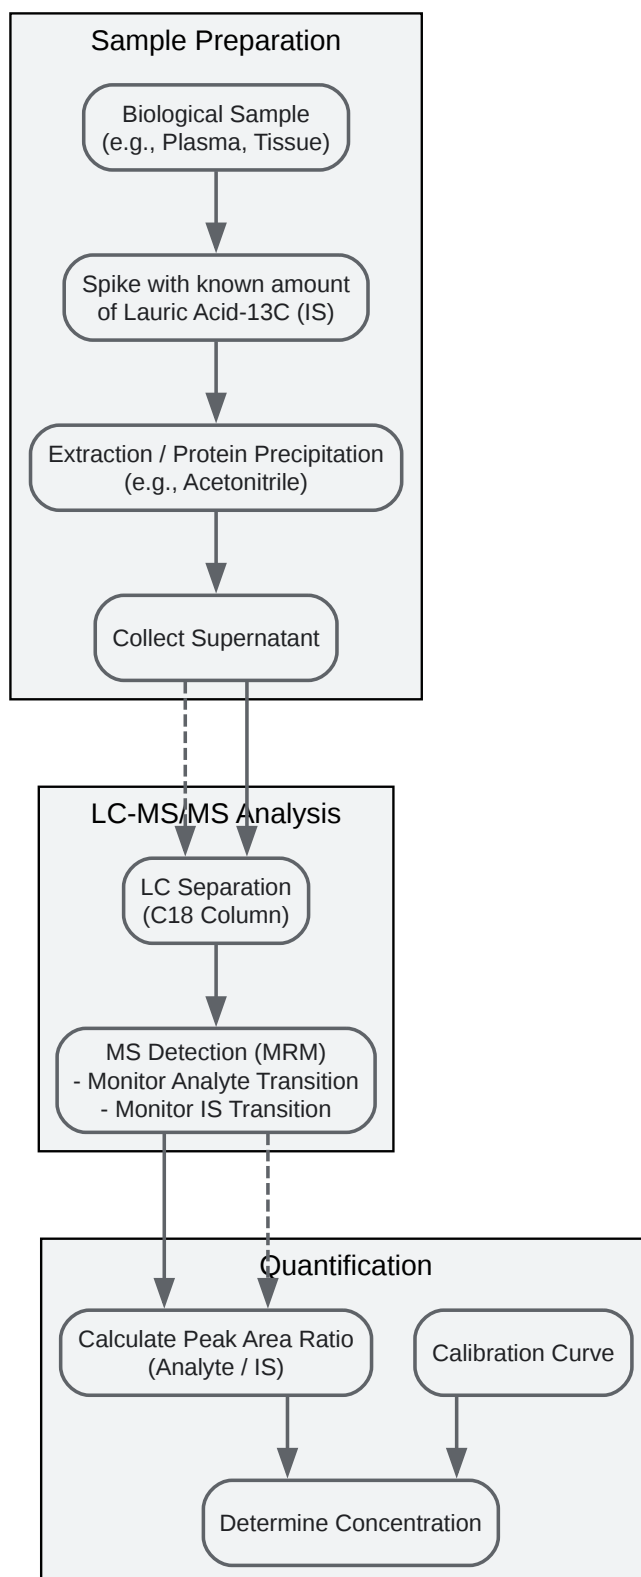 Sample Preparation
Biological Sample
(e.g., Plasma, Tissue)
Spike with known amount
of Lauric Acid-13C (IS)
Extraction / Protein Precipitation
(e.g., Acetonitrile)
Collect Supernatant
LC-MS/MS Analysis
LC Separation
(C18 Column)
MS Detection (MRM)
- Monitor Analyte Transition
- Monitor IS Transition
Quantification
Calculate Peak Area Ratio
(Analyte / IS)
Calibration Curve
Determine Concentration